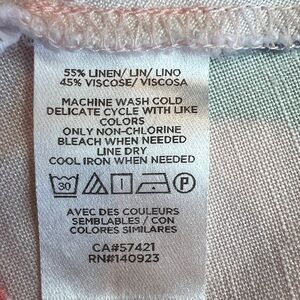 55% LINEN/ LIN/ LINO
45% VISCOSE/ VISCOSA
MACHINE WASH COLD
DELICATE CYCLE WITH LIKE
COLORS
ONLY NON-CHLORINE
BLEACH WHEN NEEDED
LINE DRY
COOL IRON WHEN NEEDED
30 P
AVEC DES COULEURS
SEMBLABLES / CON
COLORES SIMILARES
CA#57421
RN#140923